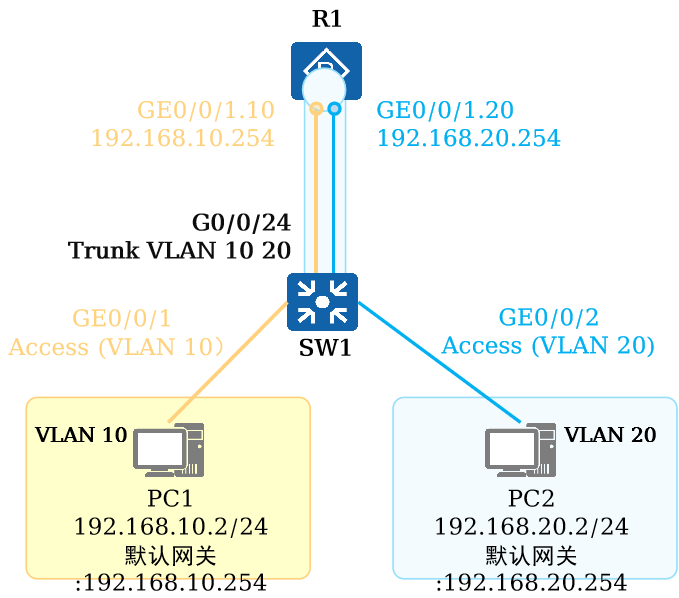 R1
GE0/0/1.10
192.168.10.254
GE0/0/1.20
192.168.20.254
G0/0/24
Trunk VLAN 10 20
GE0/0/1
Access (VLAN 10）
SW1
GE0/0/2
Access (VLAN 20)
VLAN 10
PC1
192.168.10.2/24
默认网关
:192.168.10.254
VLAN 20
PC2
192.168.20.2/24
默认网关
:192.168.20.254